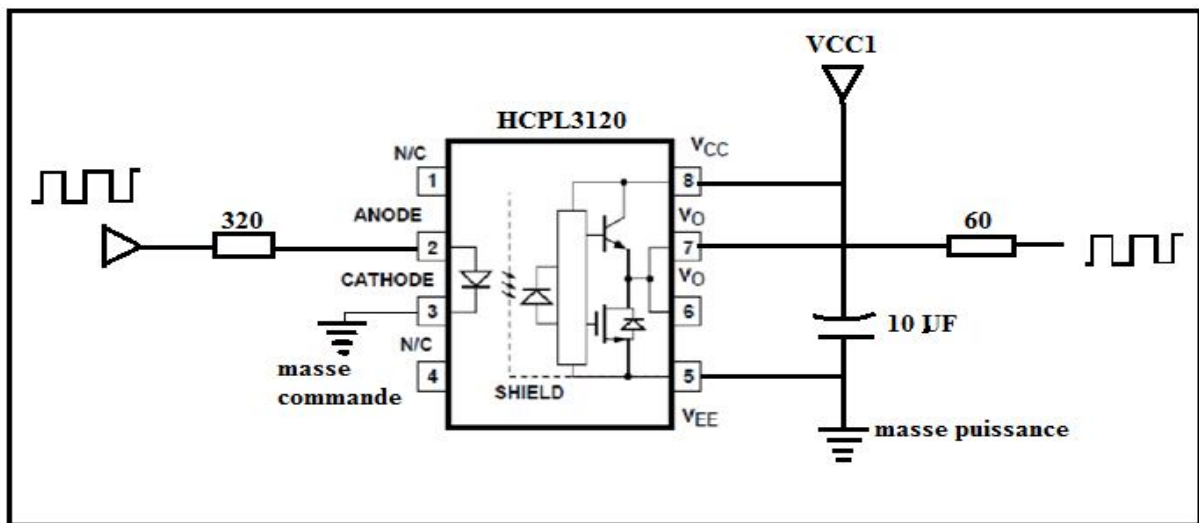 VCC1
HCPL3120
N/C
1
ANODE
2
CATHODE
3
N/C
4
SHIELD
VCC
8
VO
7
VO
6
5
VEE
320
60
10 µF
masse
commande
masse puissance